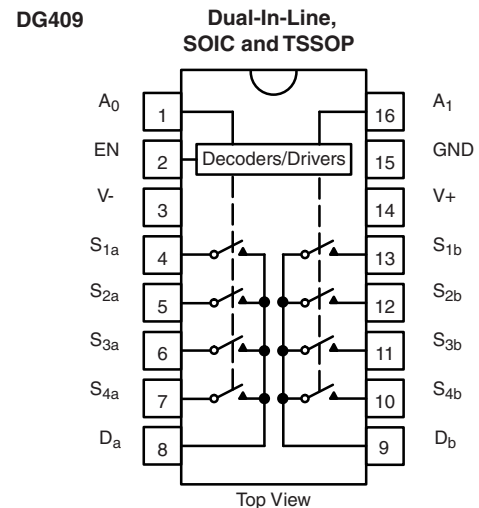 DG409
Dual-In-Line,
SOIC and TSSOP
A0 1 16 A1
EN 2 Decoders/Drivers 15 GND
V- 3 14 V+
S1a 4 13 S1b
S2a 5 12 S2b
S3a 6 11 S3b
S4a 7 10 S4b
Da 8 9 Db
Top View